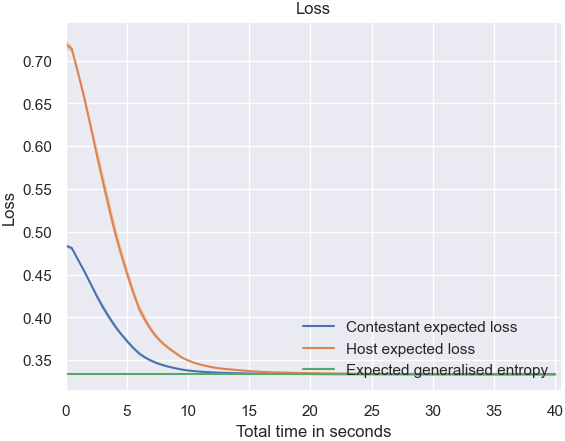 Loss
0.70
0.65
0.60
0.55
0.50
0.45
0.40
0.35
Loss
Contestant expected loss
Host expected loss
Expected generalised entropy
0 5 10 15 20 25 30 35 40
Total time in seconds